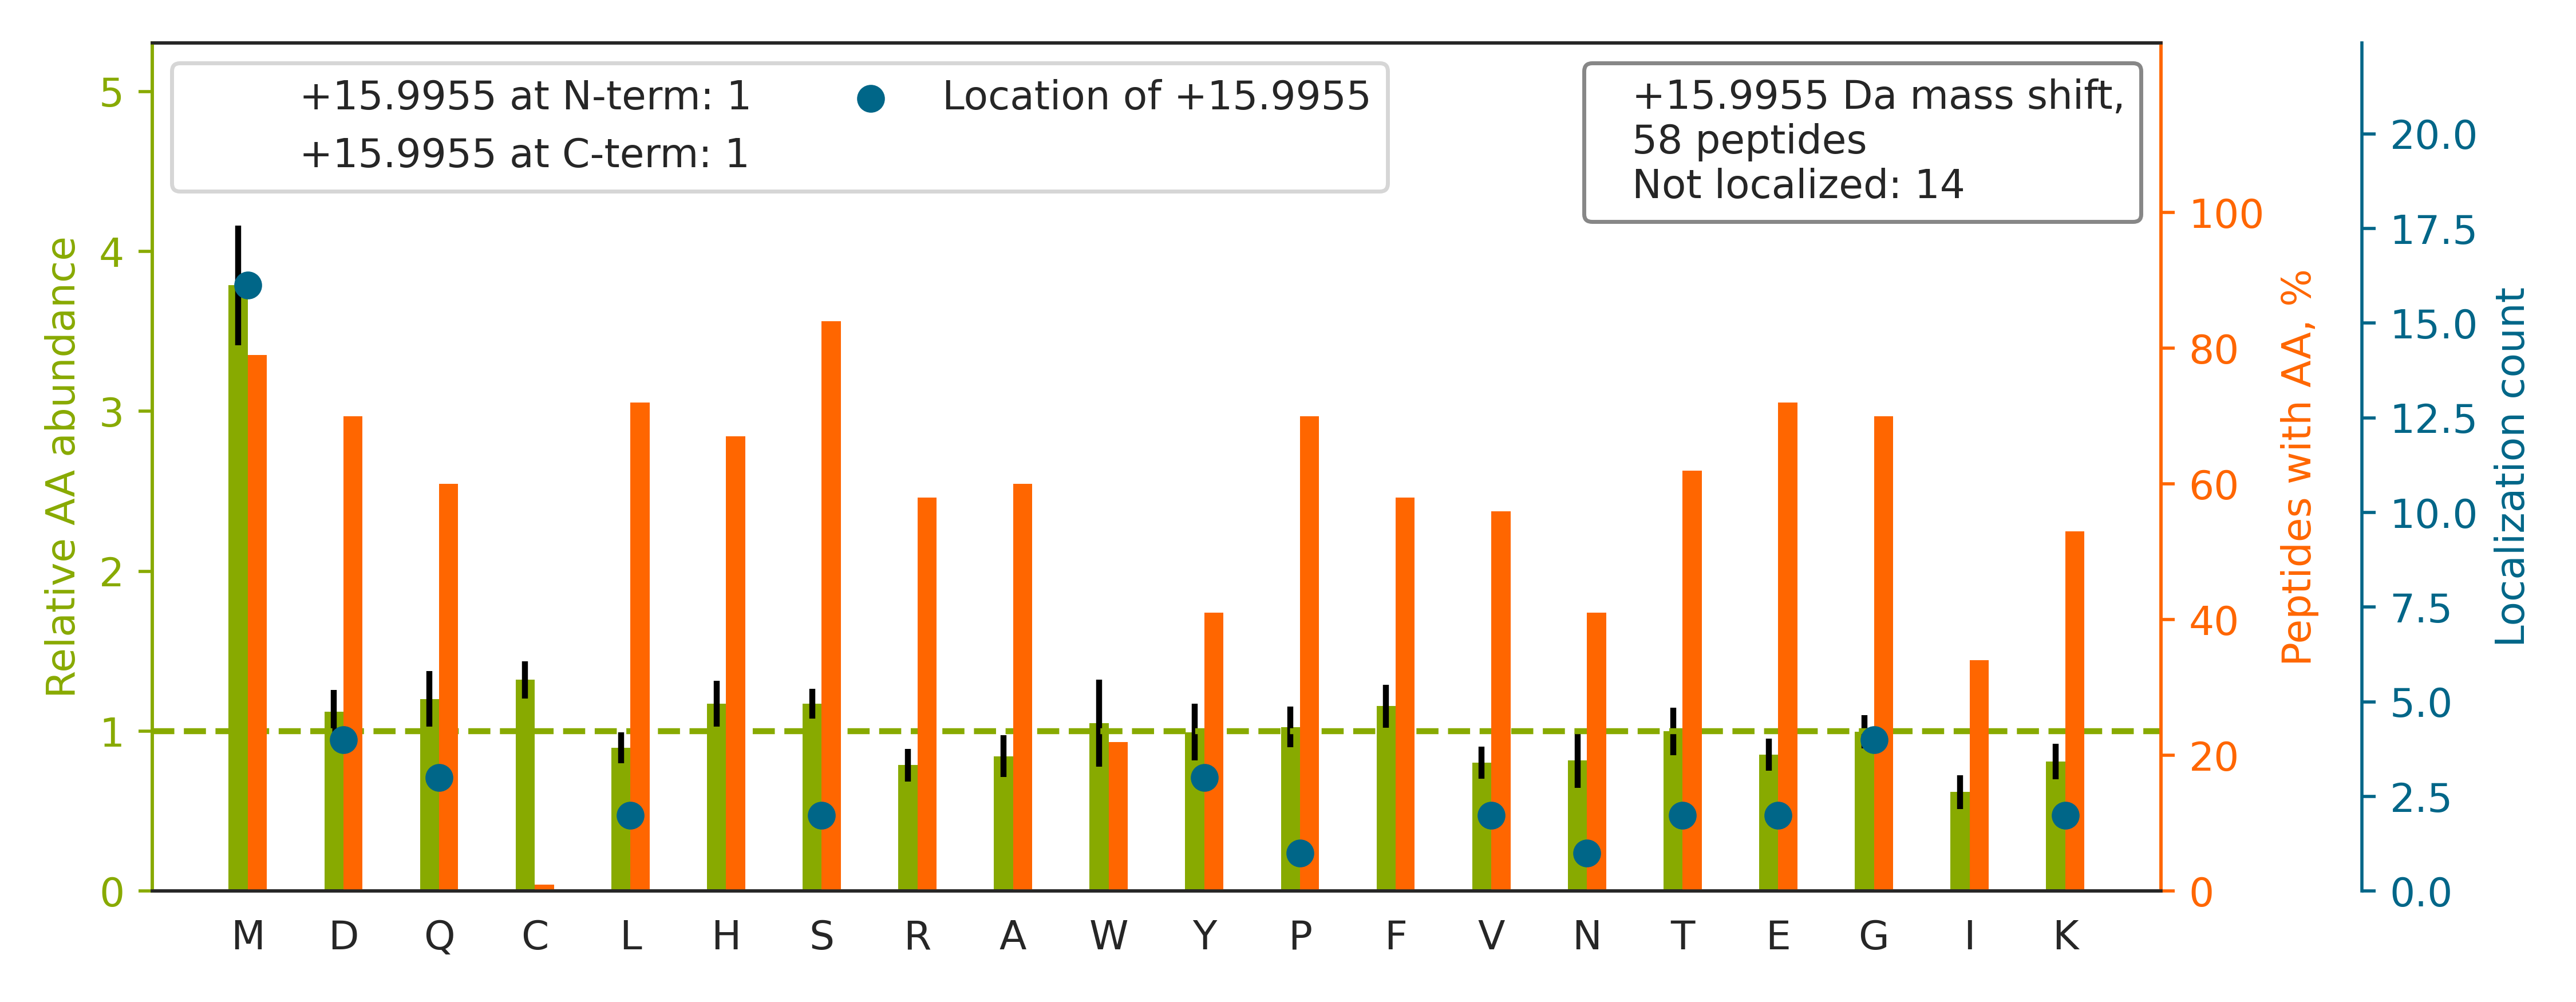 +15.9955 at N-term: 1
+15.9955 at C-term: 1
Location of +15.9955
+15.9955 Da mass shift,
58 peptides
Not localized: 14
Relative AA abundance
5
4
3
2
1
0
M D Q C L H S R A W Y P F V N T E G I K
100
80
60
40
20
0
Peptides with AA, %
20.0
17.5
15.0
12.5
10.0
7.5
5.0
2.5
0.0
Localization count